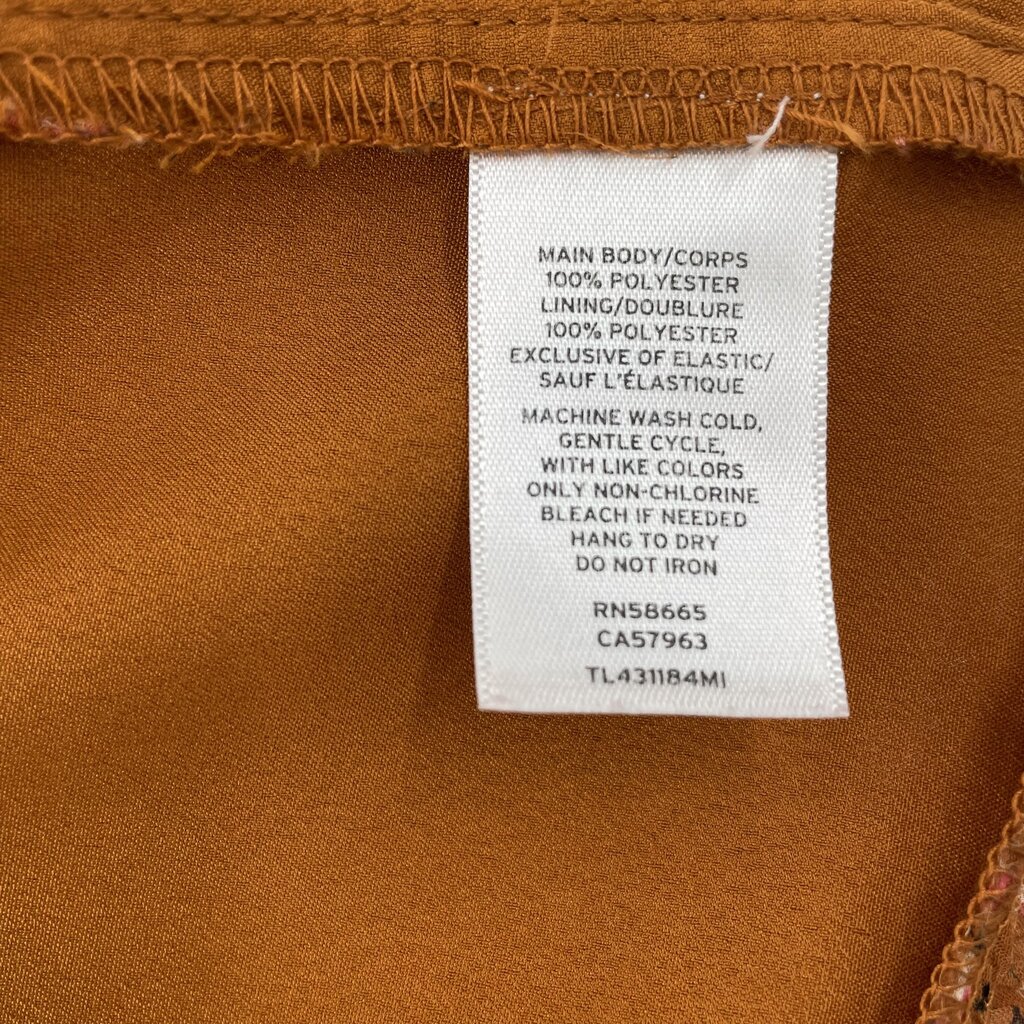 MAIN BODY/CORPS
100% POLYESTER
LINING/DOUBLURE
100% POLYESTER
EXCLUSIVE OF ELASTIC/
SAUF L'ÉLASTIQUE
MACHINE WASH COLD,
GENTLE CYCLE,
WITH LIKE COLORS
ONLY NON-CHLORINE
BLEACH IF NEEDED
HANG TO DRY
DO NOT IRON
RN58665
CA57963
TL431184MI